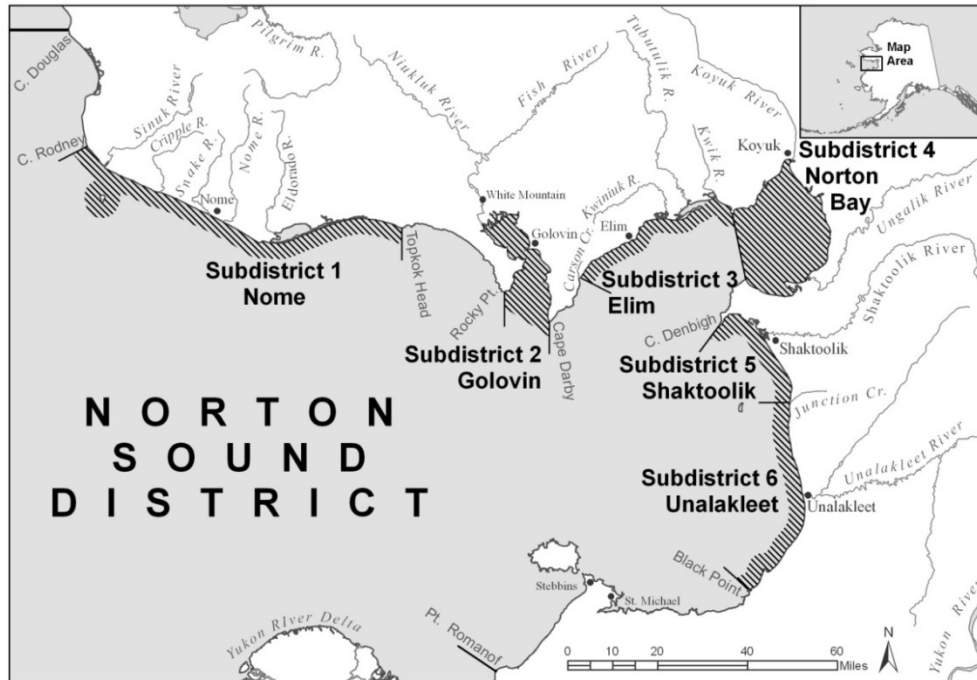 C. Douglas
Pilgrim R.
Sinuk River
Cripple R.
Snake R.
Nome R.
Eldorado R.
C. Rodney
Nome
Niukluk River
Fish River
Tubutulik R.
Koyuk River
Kwik R.
Koyuk
Map
Area
Subdistrict 4
Norton
Bay
Ungalik River
Shaktoolik River
White Mountain
Kwiniuk R.
Golovin
Carson Cr.
Elim
Subdistrict 1
Nome
Topkok Head
Rocky Pt.
Subdistrict 2
Golovin
Cape Darby
Subdistrict 3
Elim
C. Denbigh
Shaktoolik
Subdistrict 5
Shaktoolik
Junction Cr.
NORTON
SOUND
DISTRICT
Subdistrict 6
Unalakleet
Unalakleet River
Unalakleet
Black Point
Stebbins
St. Michael
Yukon River Delta
Pt. Romanof
Yukon River
N
0 10 20 40 60
Miles